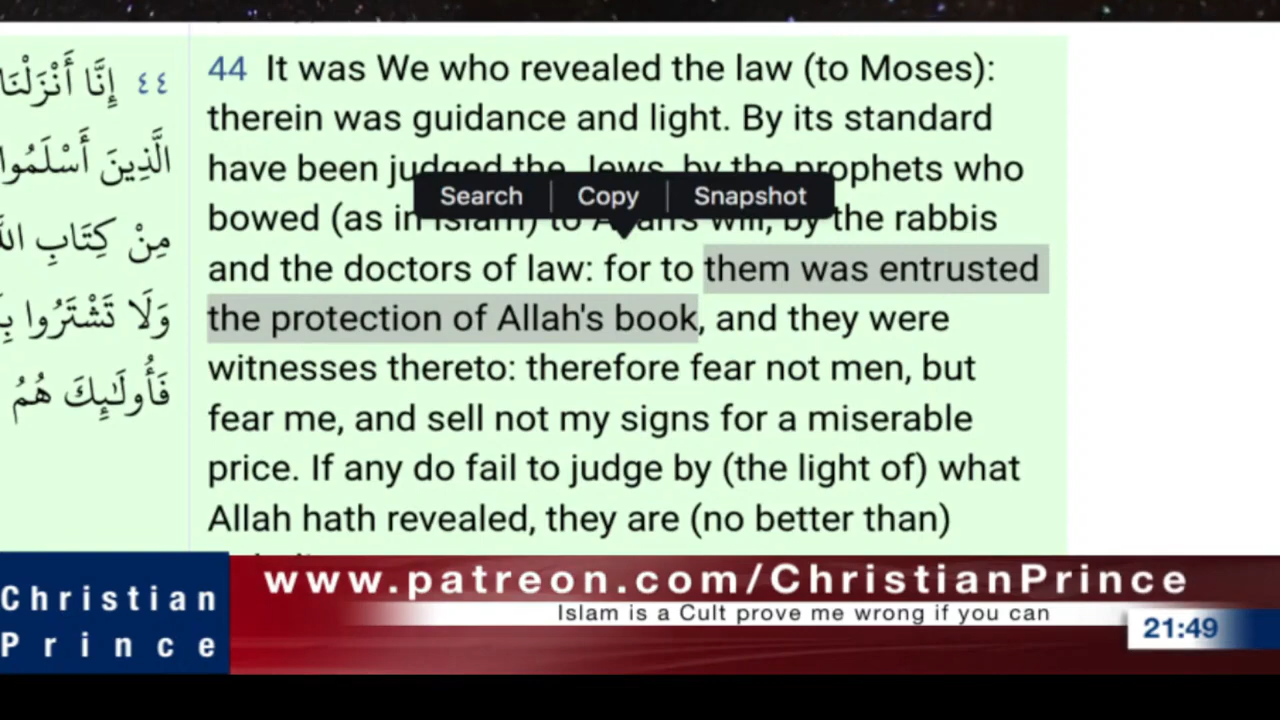 ٤٤ إِنَّا أَنْزَلْنَا
الَّذِينَ أَسْلَمُوا
مِنْ كِتَابِ
وَلَا تَشْتَرُوا
فَأُولَٰئِكَ هُمُ
44 It was We who revealed the law (to Moses):
therein was guidance and light. By its standard
have been judged the Jews, by the prophets who
Search Copy Snapshot
bowed (as in Islam) to Allah's will, by the rabbis
and the doctors of law: for to them was entrusted
the protection of Allah's book, and they were
witnesses thereto: therefore fear not men, but
fear me, and sell not my signs for a miserable
price. If any do fail to judge by (the light of) what
Allah hath revealed, they are (no better than)
Christian
Prince
www.patreon.com/ChristianPrince
Islam is a Cult prove me wrong if you can
21:49